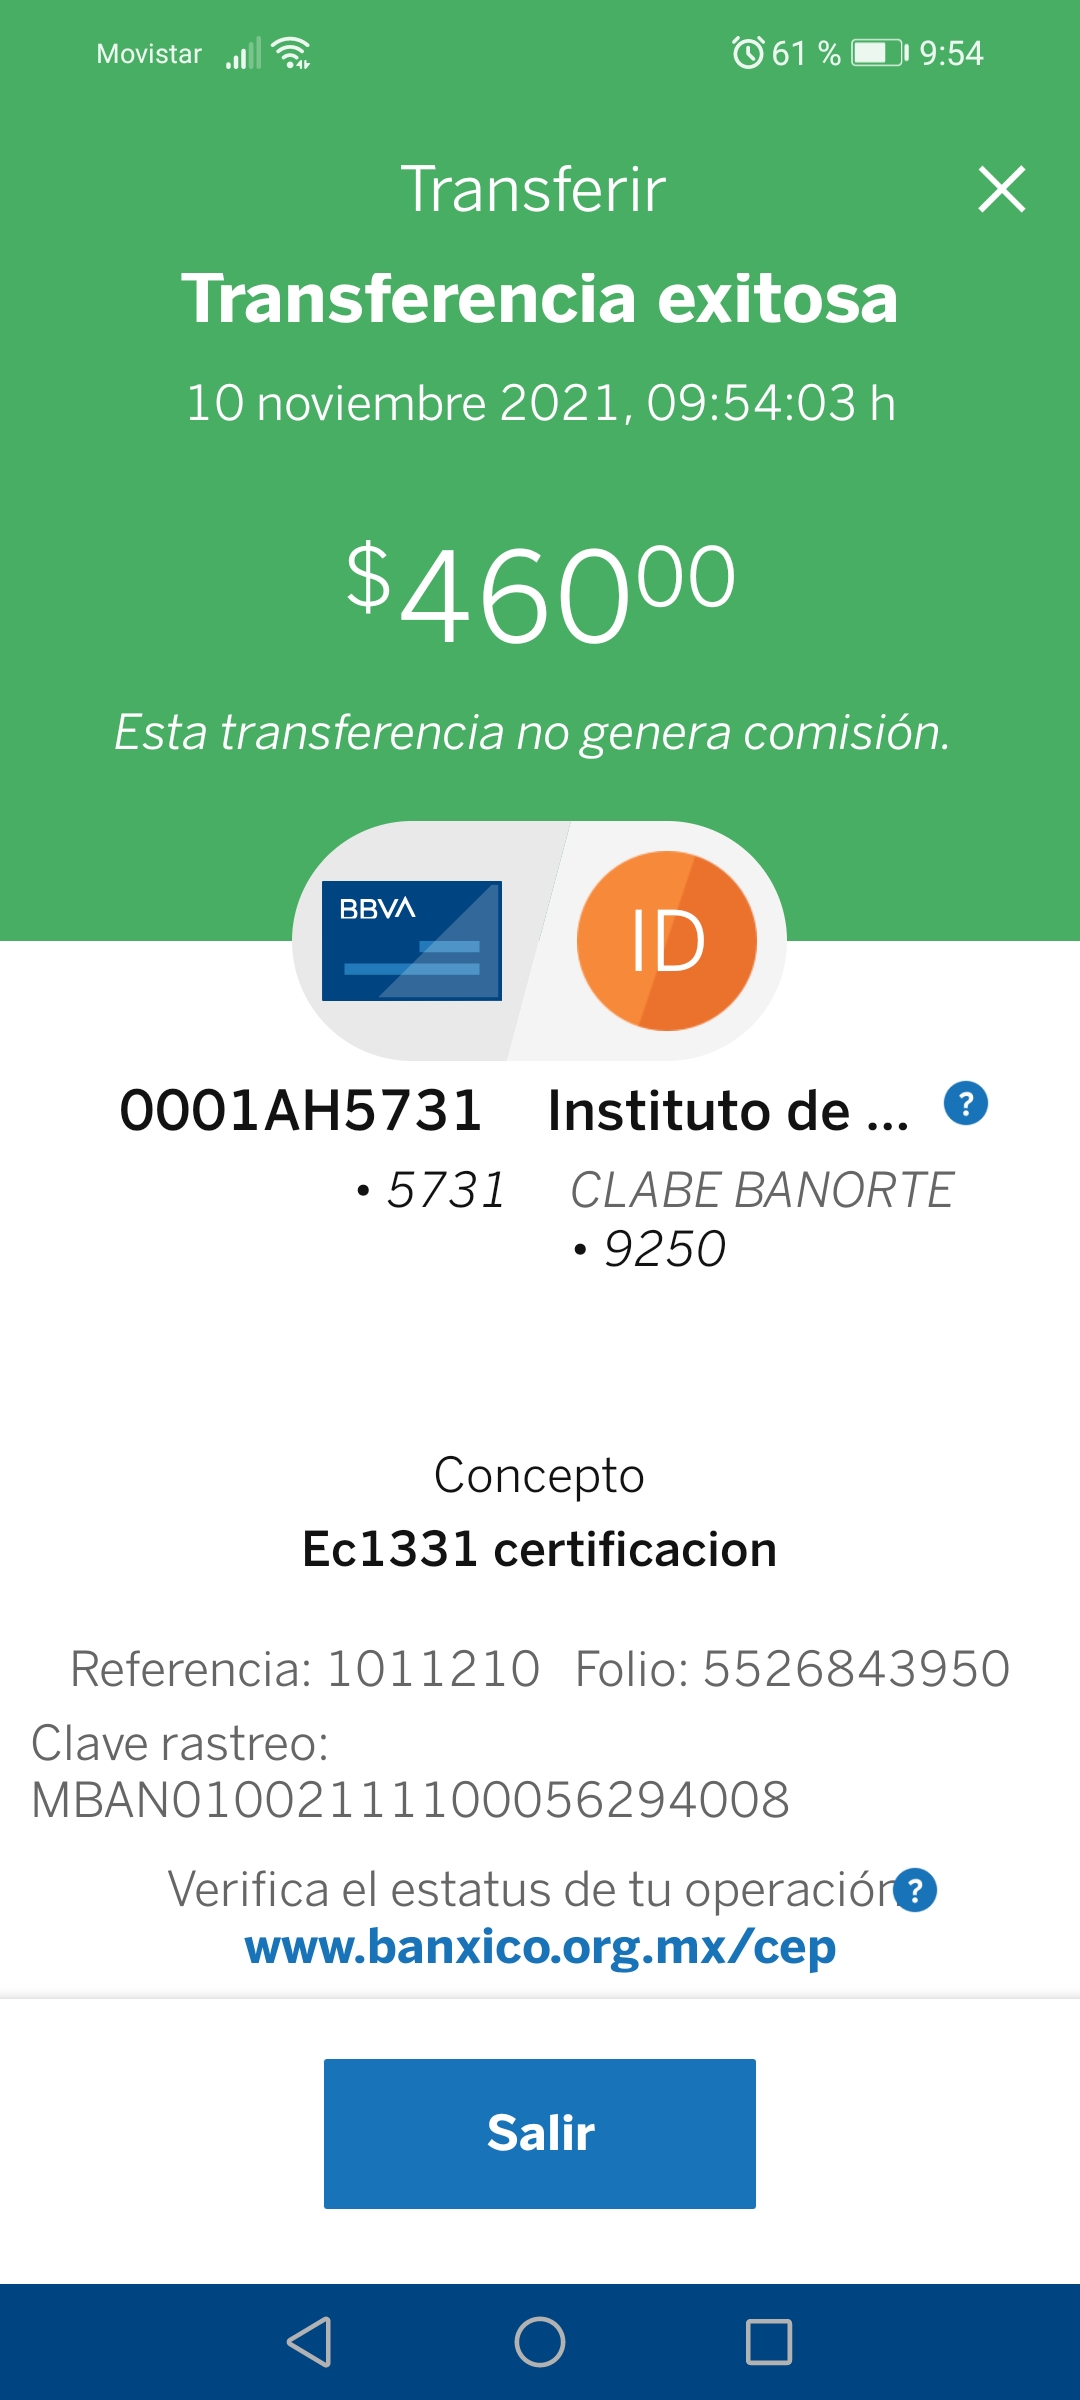 Movistar 61 % 9:54
Transferir
Transferencia exitosa
10 noviembre 2021, 09:54:03 h
$460 00
Esta transferencia no genera comisión.
BBVA ID
0001AH5731 Instituto de ... ?
• 5731 CLABE BANORTE
• 9250
Concepto
Ec1331 certificacion
Referencia: 1011210 Folio: 5526843950
Clave rastreo:
MBAN01002111100056294008
Verifica el estatus de tu operación ?
www.banxico.org.mx/cep
Salir